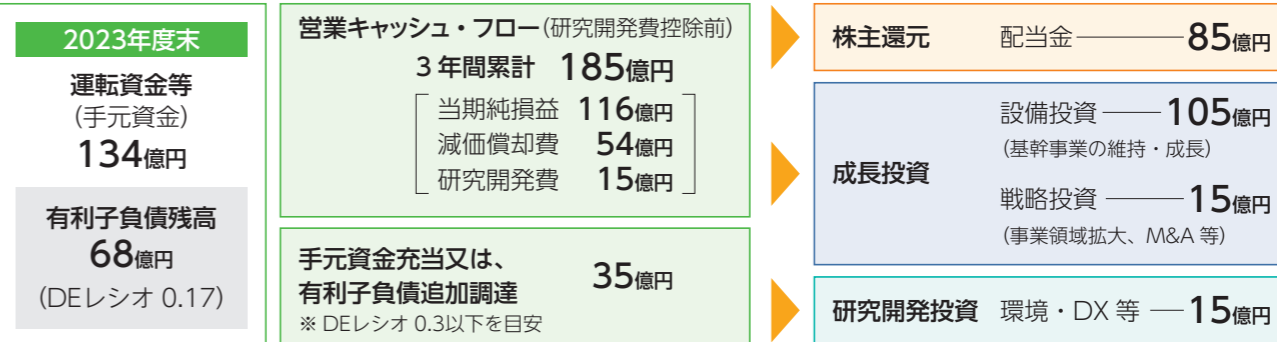 2023年度末
運転資金等
(手元資金)
134億円
有利子負債残高
68億円
(DEレシオ 0.17)
営業キャッシュ・フロー(研究開発費控除前)
3年間累計 185億円
当期純損益 116億円
減価償却費 54億円
研究開発費 15億円
手元資金充当又は、
有利子負債追加調達
35億円
※ DEレシオ 0.3以下を目安
株主還元 配当金 85億円
成長投資
設備投資 105億円
(基幹事業の維持・成長)
戦略投資 15億円
(事業領域拡大、M&A 等)
研究開発投資 環境・DX 等 15億円